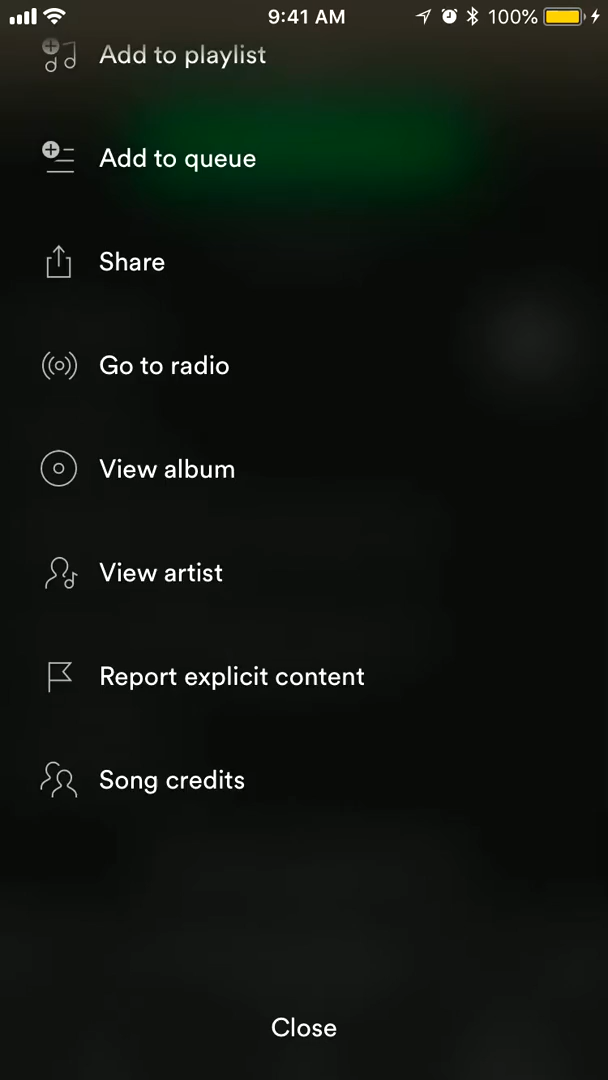 9:41 AM
100%
Add to playlist
Add to queue
Share
Go to radio
View album
View artist
Report explicit content
Song credits
Close